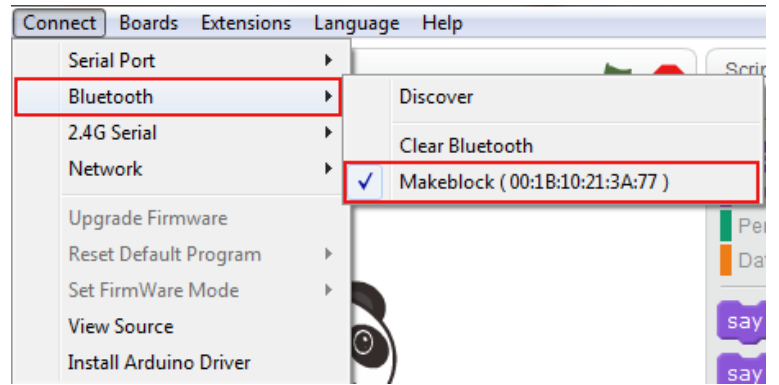 Connect Boards Extensions Language Help
Serial Port
Bluetooth
2.4G Serial
Network
Upgrade Firmware
Reset Default Program
Set FirmWare Mode
View Source
Install Arduino Driver
Discover
Clear Bluetooth
Makeblock ( 00:1B:10:21:3A:77 )
say
say